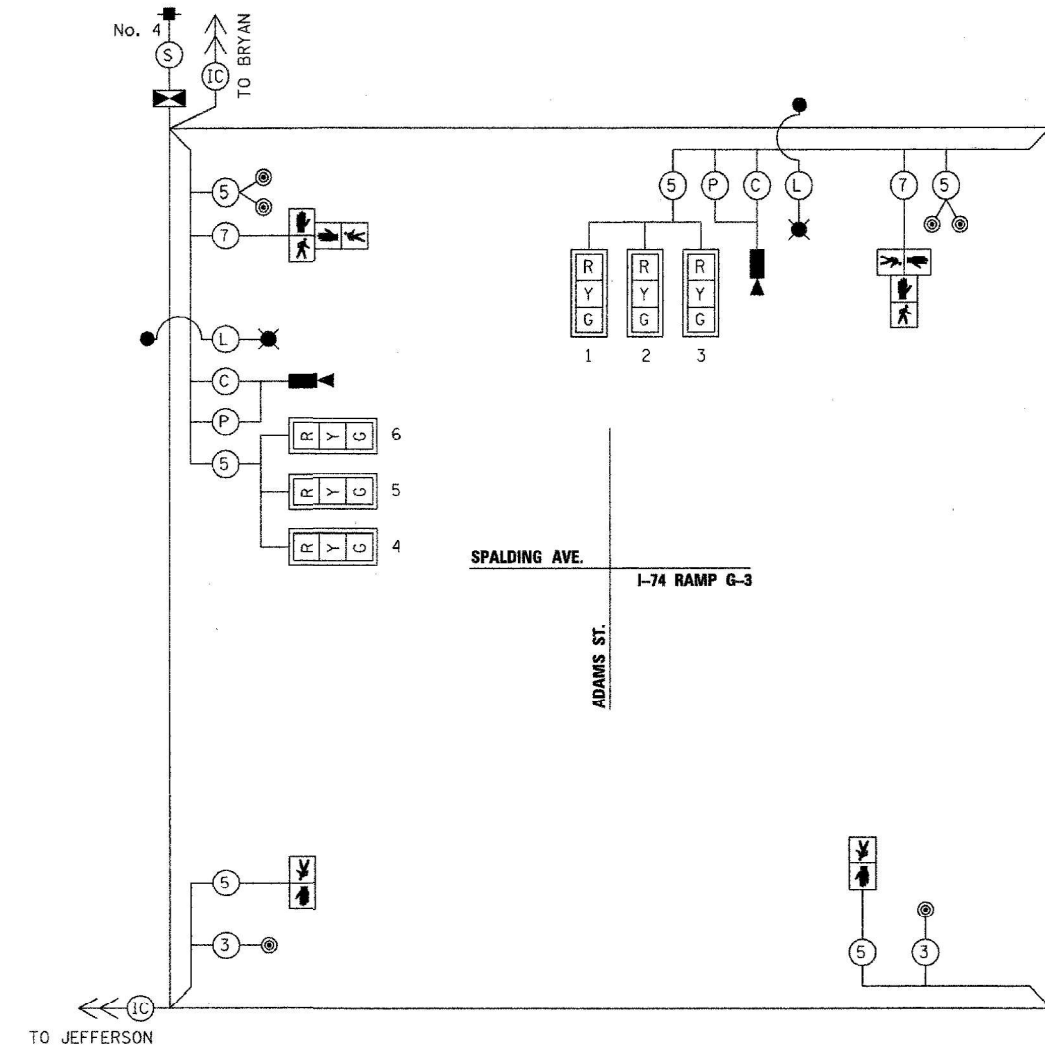 No. 4
S
IC
TO BRYAN
5
7
5
P
C
L
7
5
R
Y
G
R
Y
G
R
Y
G
1
2
3
L
C
P
5
R Y G
6
R Y G
5
R Y G
4
SPALDING AVE.
I-74 RAMP G-3
ADAMS ST.
5
3
5
3
IC
TO JEFFERSON